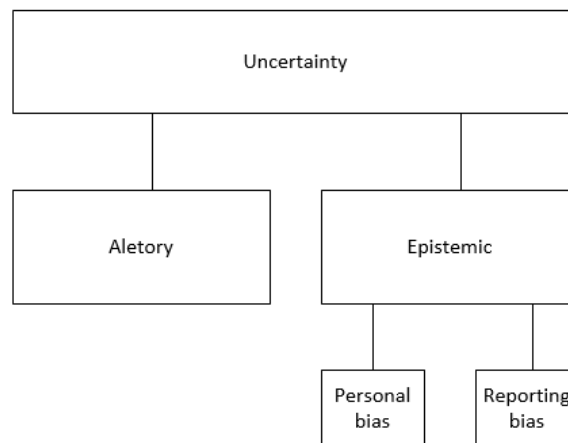 Uncertainty
Aletory
Epistemic
Personal
bias
Reporting
bias